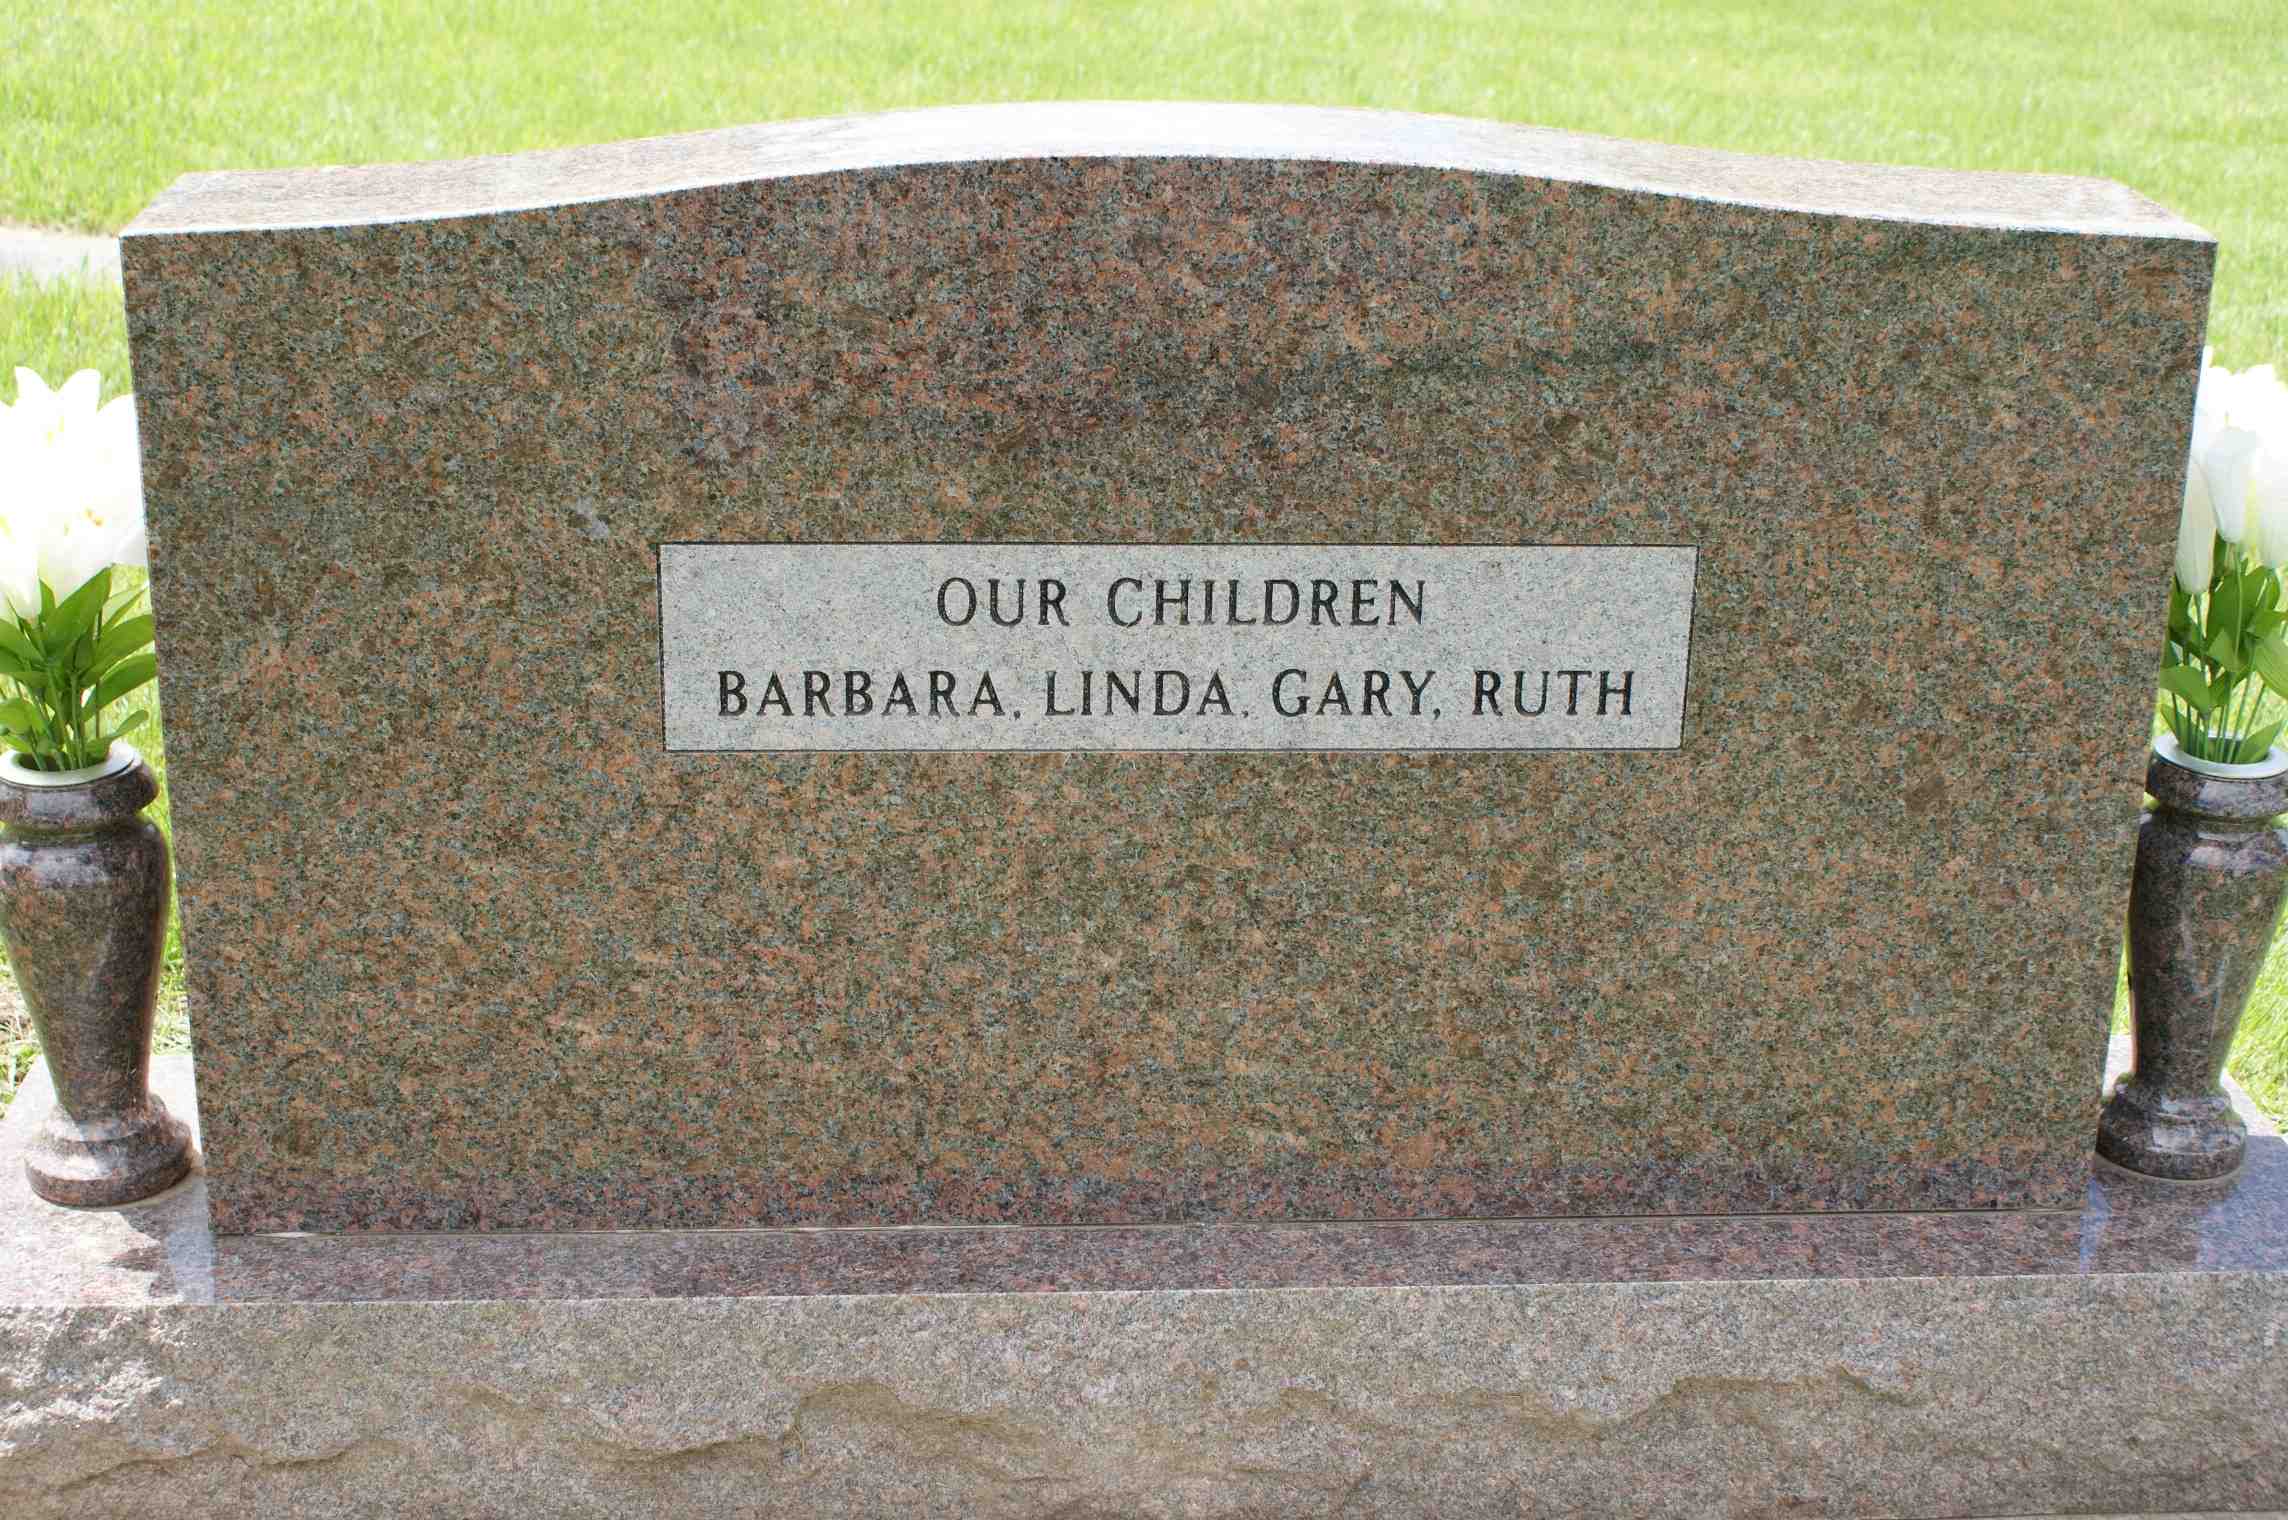 OUR CHILDREN
BARBARA, LINDA, GARY, RUTH